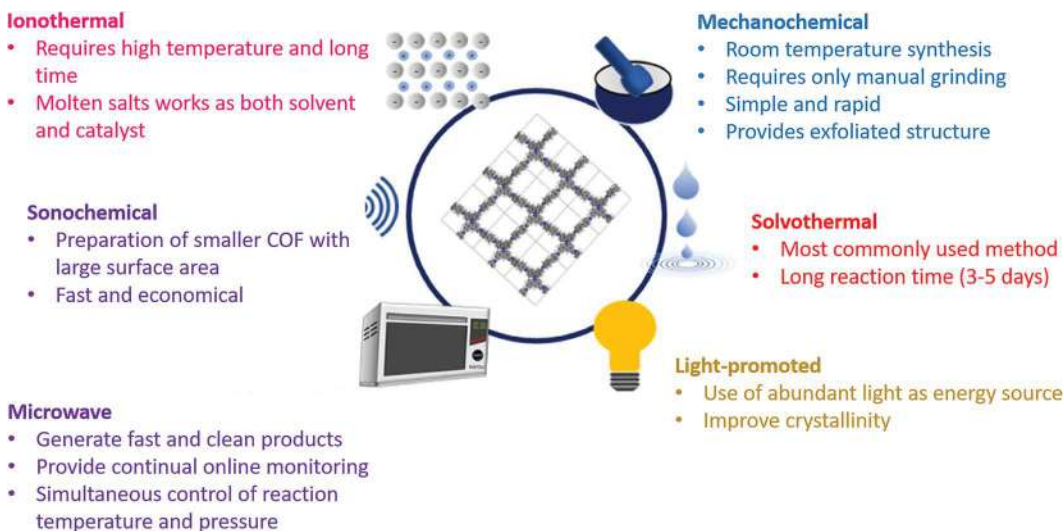 Ionothermal
• Requires high temperature and long
time
• Molten salts works as both solvent
and catalyst
Mechanochemical
• Room temperature synthesis
• Requires only manual grinding
• Simple and rapid
• Provides exfoliated structure
Sonochemical
• Preparation of smaller COF with
large surface area
• Fast and economical
Solvothermal
• Most commonly used method
• Long reaction time (3-5 days)
Microwave
• Generate fast and clean products
• Provide continual online monitoring
• Simultaneous control of reaction
temperature and pressure
Light-promoted
• Use of abundant light as energy source
• Improve crystallinity